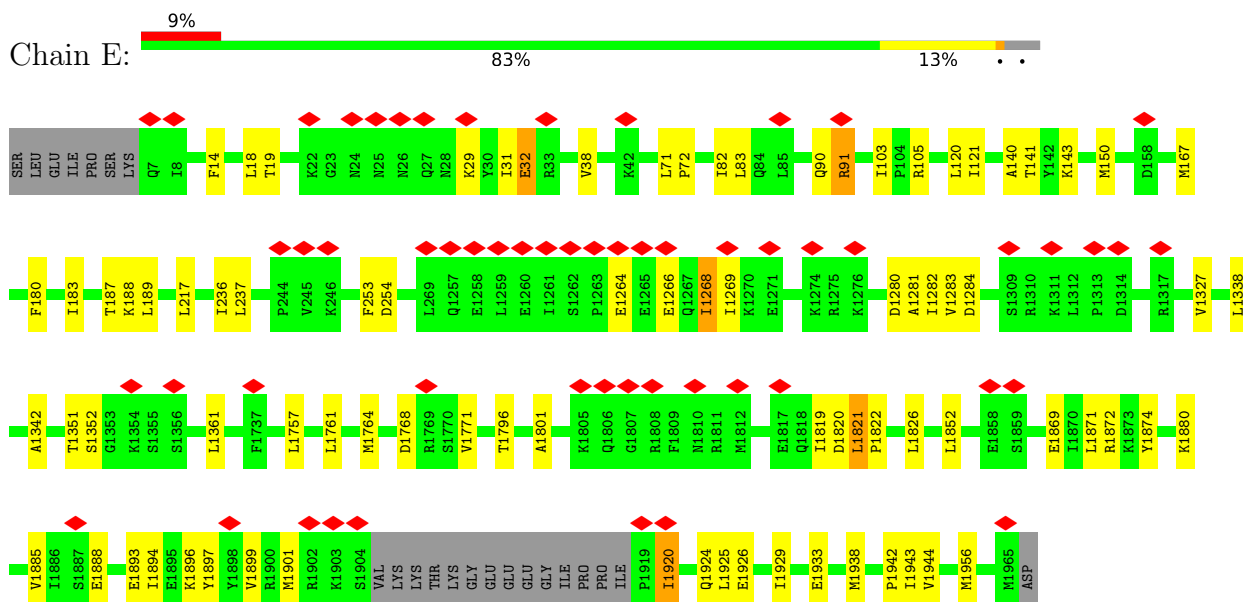 9%
Chain E:
83% 13% • •
SER LEU GLU ILE PRO SER LYS Q7 I8 F14 L18 T19 K22 G23 N24 N25 N26 Q27 N28 K29 Y30 I31 E32 R33 V38 K42 L71 P72 I82 L83 Q84 L85 Q90 R91 I103 P104 R105 L120 I121 A140 T141 Y142 K143 M150 D158 M167
F180 I183 T187 K188 L189 L217 I236 L237 P244 V245 K246 F253 D254 L269 Q1257 E1258 L1259 E1260 I1261 S1262 P1263 E1264 E1265 E1266 Q1267 I1268 I1269 K1270 E1271 K1274 R1275 K1276 D1280 A1281 I1282 V1283 D1284 S1309 R1310 K1311 L1312 P1313 D1314 R1317 V1327 L1338
A1342 T1351 S1352 G1353 K1354 S1355 S1356 L1361 F1737 L1757 L1761 M1764 D1768 R1769 S1770 V1771 T1796 A1801 K1805 Q1806 G1807 R1808 F1809 N1810 R1811 M1812 E1817 Q1818 I1819 D1820 L1821 P1822 L1826 L1852 E1858 S1859 E1869 I1870 L1871 R1872 K1873 Y1874 K1880
V1885 I1886 S1887 E1888 E1893 I1894 E1895 K1896 Y1897 Y1898 V1899 R1900 M1901 R1902 K1903 S1904 VAL LYS LYS THR LYS GLY GLU GLU GLU GLY ILE PRO PRO ILE P1919 I1920 Q1924 L1925 E1926 I1929 E1933 M1938 P1942 I1943 V1944 M1956 M1965 ASP